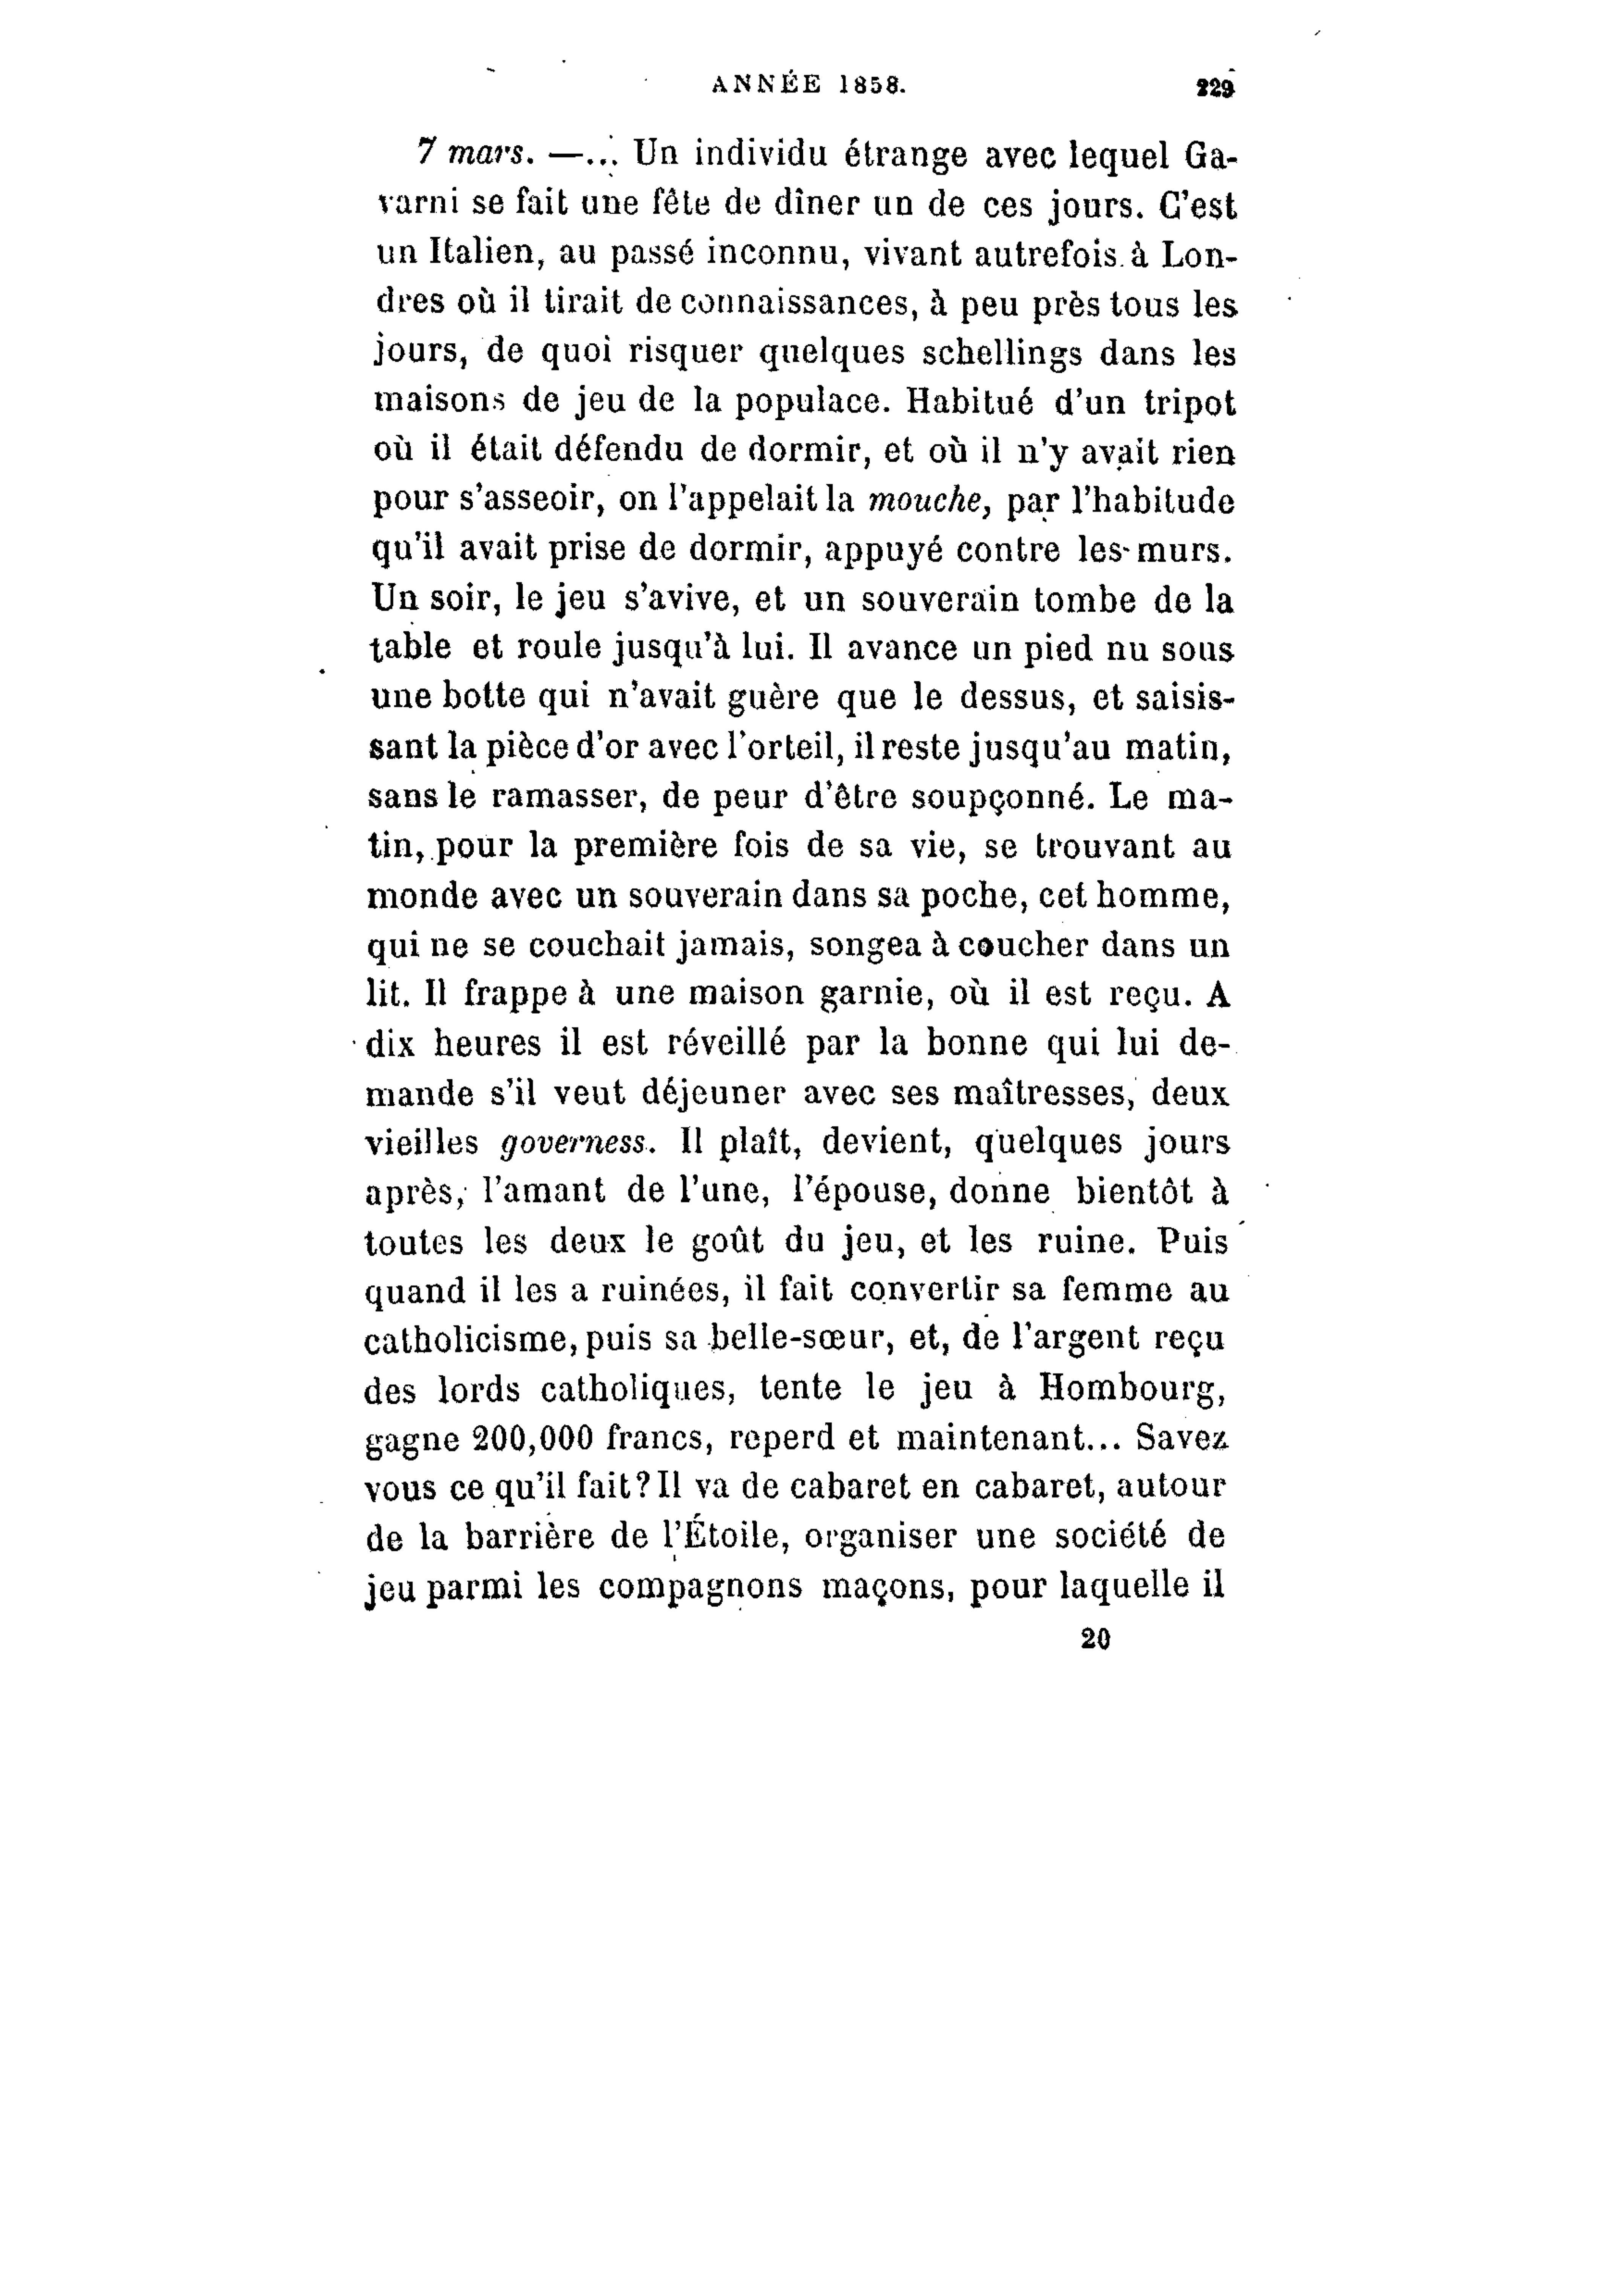 ANNÉE 1858. 229
7 mars. —... Un individu étrange avec lequel Ga-
varni se fait une fête de dîner un de ces jours. C'est
un Italien, au passé inconnu, vivant autrefois à Lon-
dres où il tirait de connaissances, à peu près tous les
jours, de quoi risquer quelques schellings dans les
maisons de jeu de la populace. Habitué d'un tripot
où il était défendu de dormir, et où il n'y avait rien
pour s'asseoir, on l'appelait la mouche, par l'habitude
qu'il avait prise de dormir, appuyé contre les murs.
Un soir, le jeu s'avive, et un souverain tombe de la
table et roule jusqu'à lui. Il avance un pied nu sous
une botte qui n'avait guère que le dessus, et saisis-
sant la pièce d'or avec l'orteil, il reste jusqu'au matin,
sans le ramasser, de peur d'être soupçonné. Le ma-
tin, pour la première fois de sa vie, se trouvant au
monde avec un souverain dans sa poche, cet homme,
qui ne se couchait jamais, songea à coucher dans un
lit. Il frappe à une maison garnie, où il est reçu. A
dix heures il est réveillé par la bonne qui lui de-
mande s'il veut déjeuner avec ses maîtresses, deux
vieilles governess. Il plaît, devient, quelques jours
après, l'amant de l'une, l'épouse, donne bientôt à
toutes les deux le goût du jeu, et les ruine. Puis
quand il les a ruinées, il fait convertir sa femme au
catholicisme, puis sa belle-sœur, et, de l'argent reçu
des lords catholiques, tente le jeu à Hombourg,
gagne 200,000 francs, reperd et maintenant... Savez
vous ce qu'il fait? Il va de cabaret en cabaret, autour
de la barrière de l'Étoile, organiser une société de
jeu parmi les compagnons maçons, pour laquelle il
20